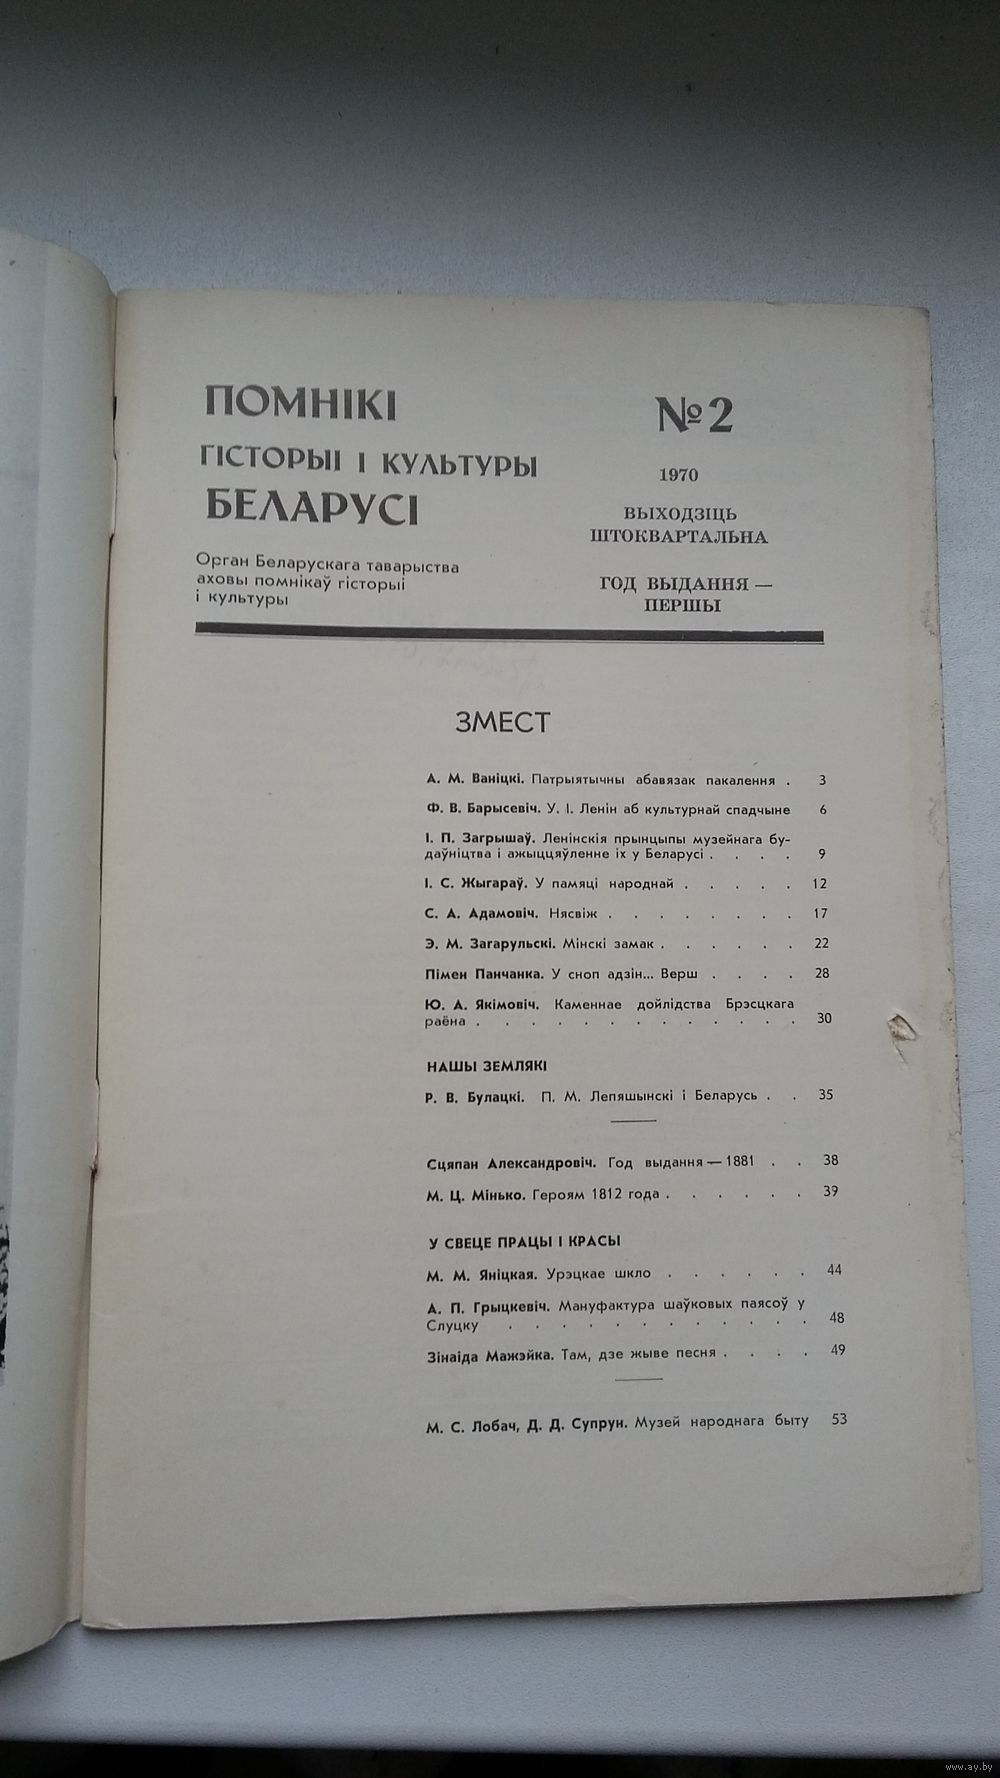 ПОМНІКІ
ГІСТОРЫІ І КУЛЬТУРЫ
БЕЛАРУСІ
Орган Беларускага таварыства
аховы помнікаў гісторыі
і культуры
№2
1970
ВЫХОДЗІЦЬ
ШТОКВАРТАЛЬНА
ГОД ВЫДАННЯ —
ПЕРШЫ
ЗМЕСТ
А. М. Ваніцкі. Патрыятычны абавязак пакалення . 3
Ф. В. Барысевіч. У. І. Ленін аб культурнай спадчыне 6
І. П. Загрышаў. Ленінскія прынцыпы музейнага бу-
даўніцтва і ажыццяўленне іх у Беларусі . . . . 9
І. С. Жыгараў. У памяці народнай . . . . . 12
С. А. Адамовіч. Нясвіж . . . . . . . . 17
Э. М. Загарульскі. Мінскі замак . . . . . . 22
Пімен Панчанка. У сноп адзін... Верш . . . . 28
Ю. А. Якімовіч. Каменнае дойлідства Брэсцкага
раёна . . . . . . . . . . . . . 30
НАШЫ ЗЕМЛЯКІ
Р. В. Булацкі. П. М. Лепяшынскі і Беларусь . . 35
Сцяпан Александровіч. Год выдання — 1881 . . 38
М. Ц. Мінько. Героям 1812 года . . . . . . 39
У СВЕЦЕ ПРАЦЫ І КРАСЫ
М. М. Яніцкая. Урэцкае шкло . . . . . . 44
А. П. Грыцкевіч. Мануфактура шаўковых паясоў у
Слуцку . . . . . . . . . . . . 48
Зінаіда Мажэйка. Там, дзе жыве песня . . . . 49
М. С. Лобач, Д. Д. Супрун. Музей народнага быту 53
www.ay.by